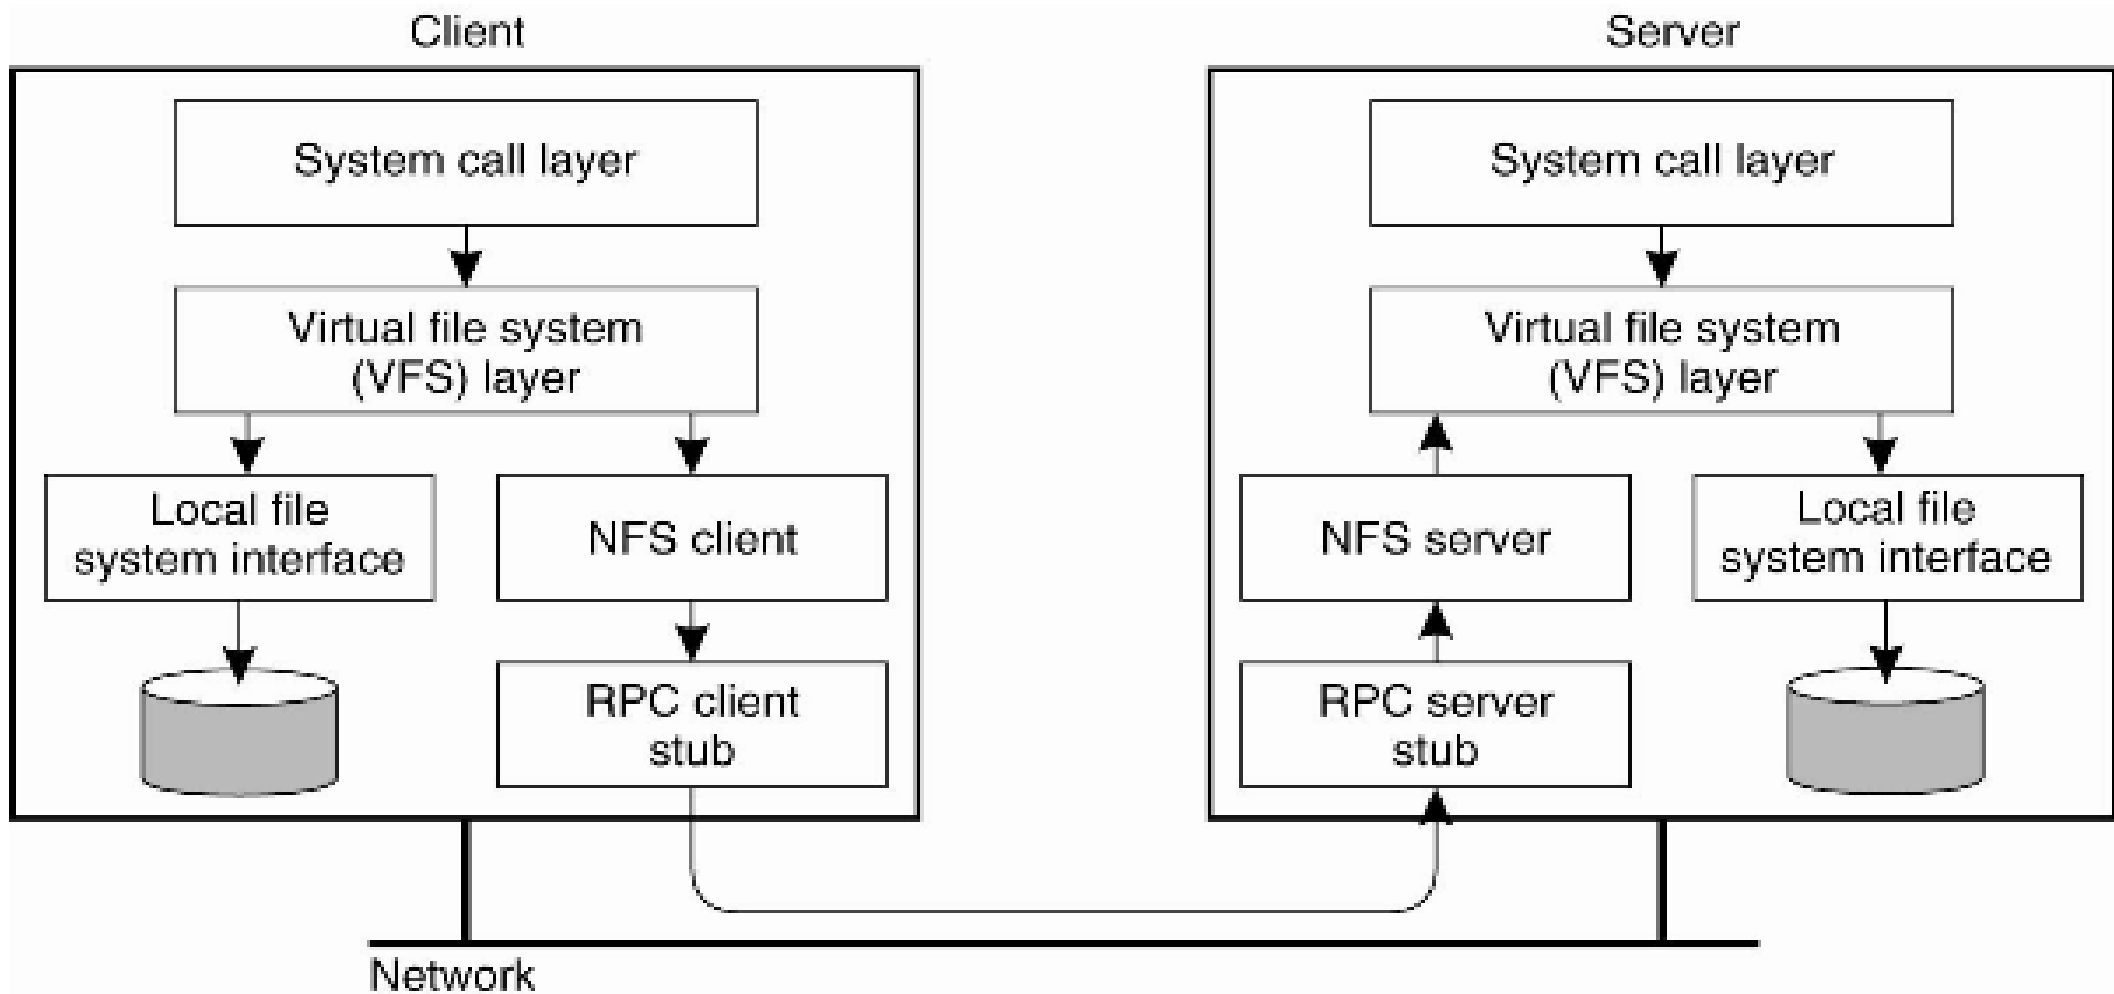 Client
System call layer
Virtual file system
(VFS) layer
Local file
system interface
NFS client
RPC client
stub
Server
System call layer
Virtual file system
(VFS) layer
NFS server
Local file
system interface
RPC server
stub
Network